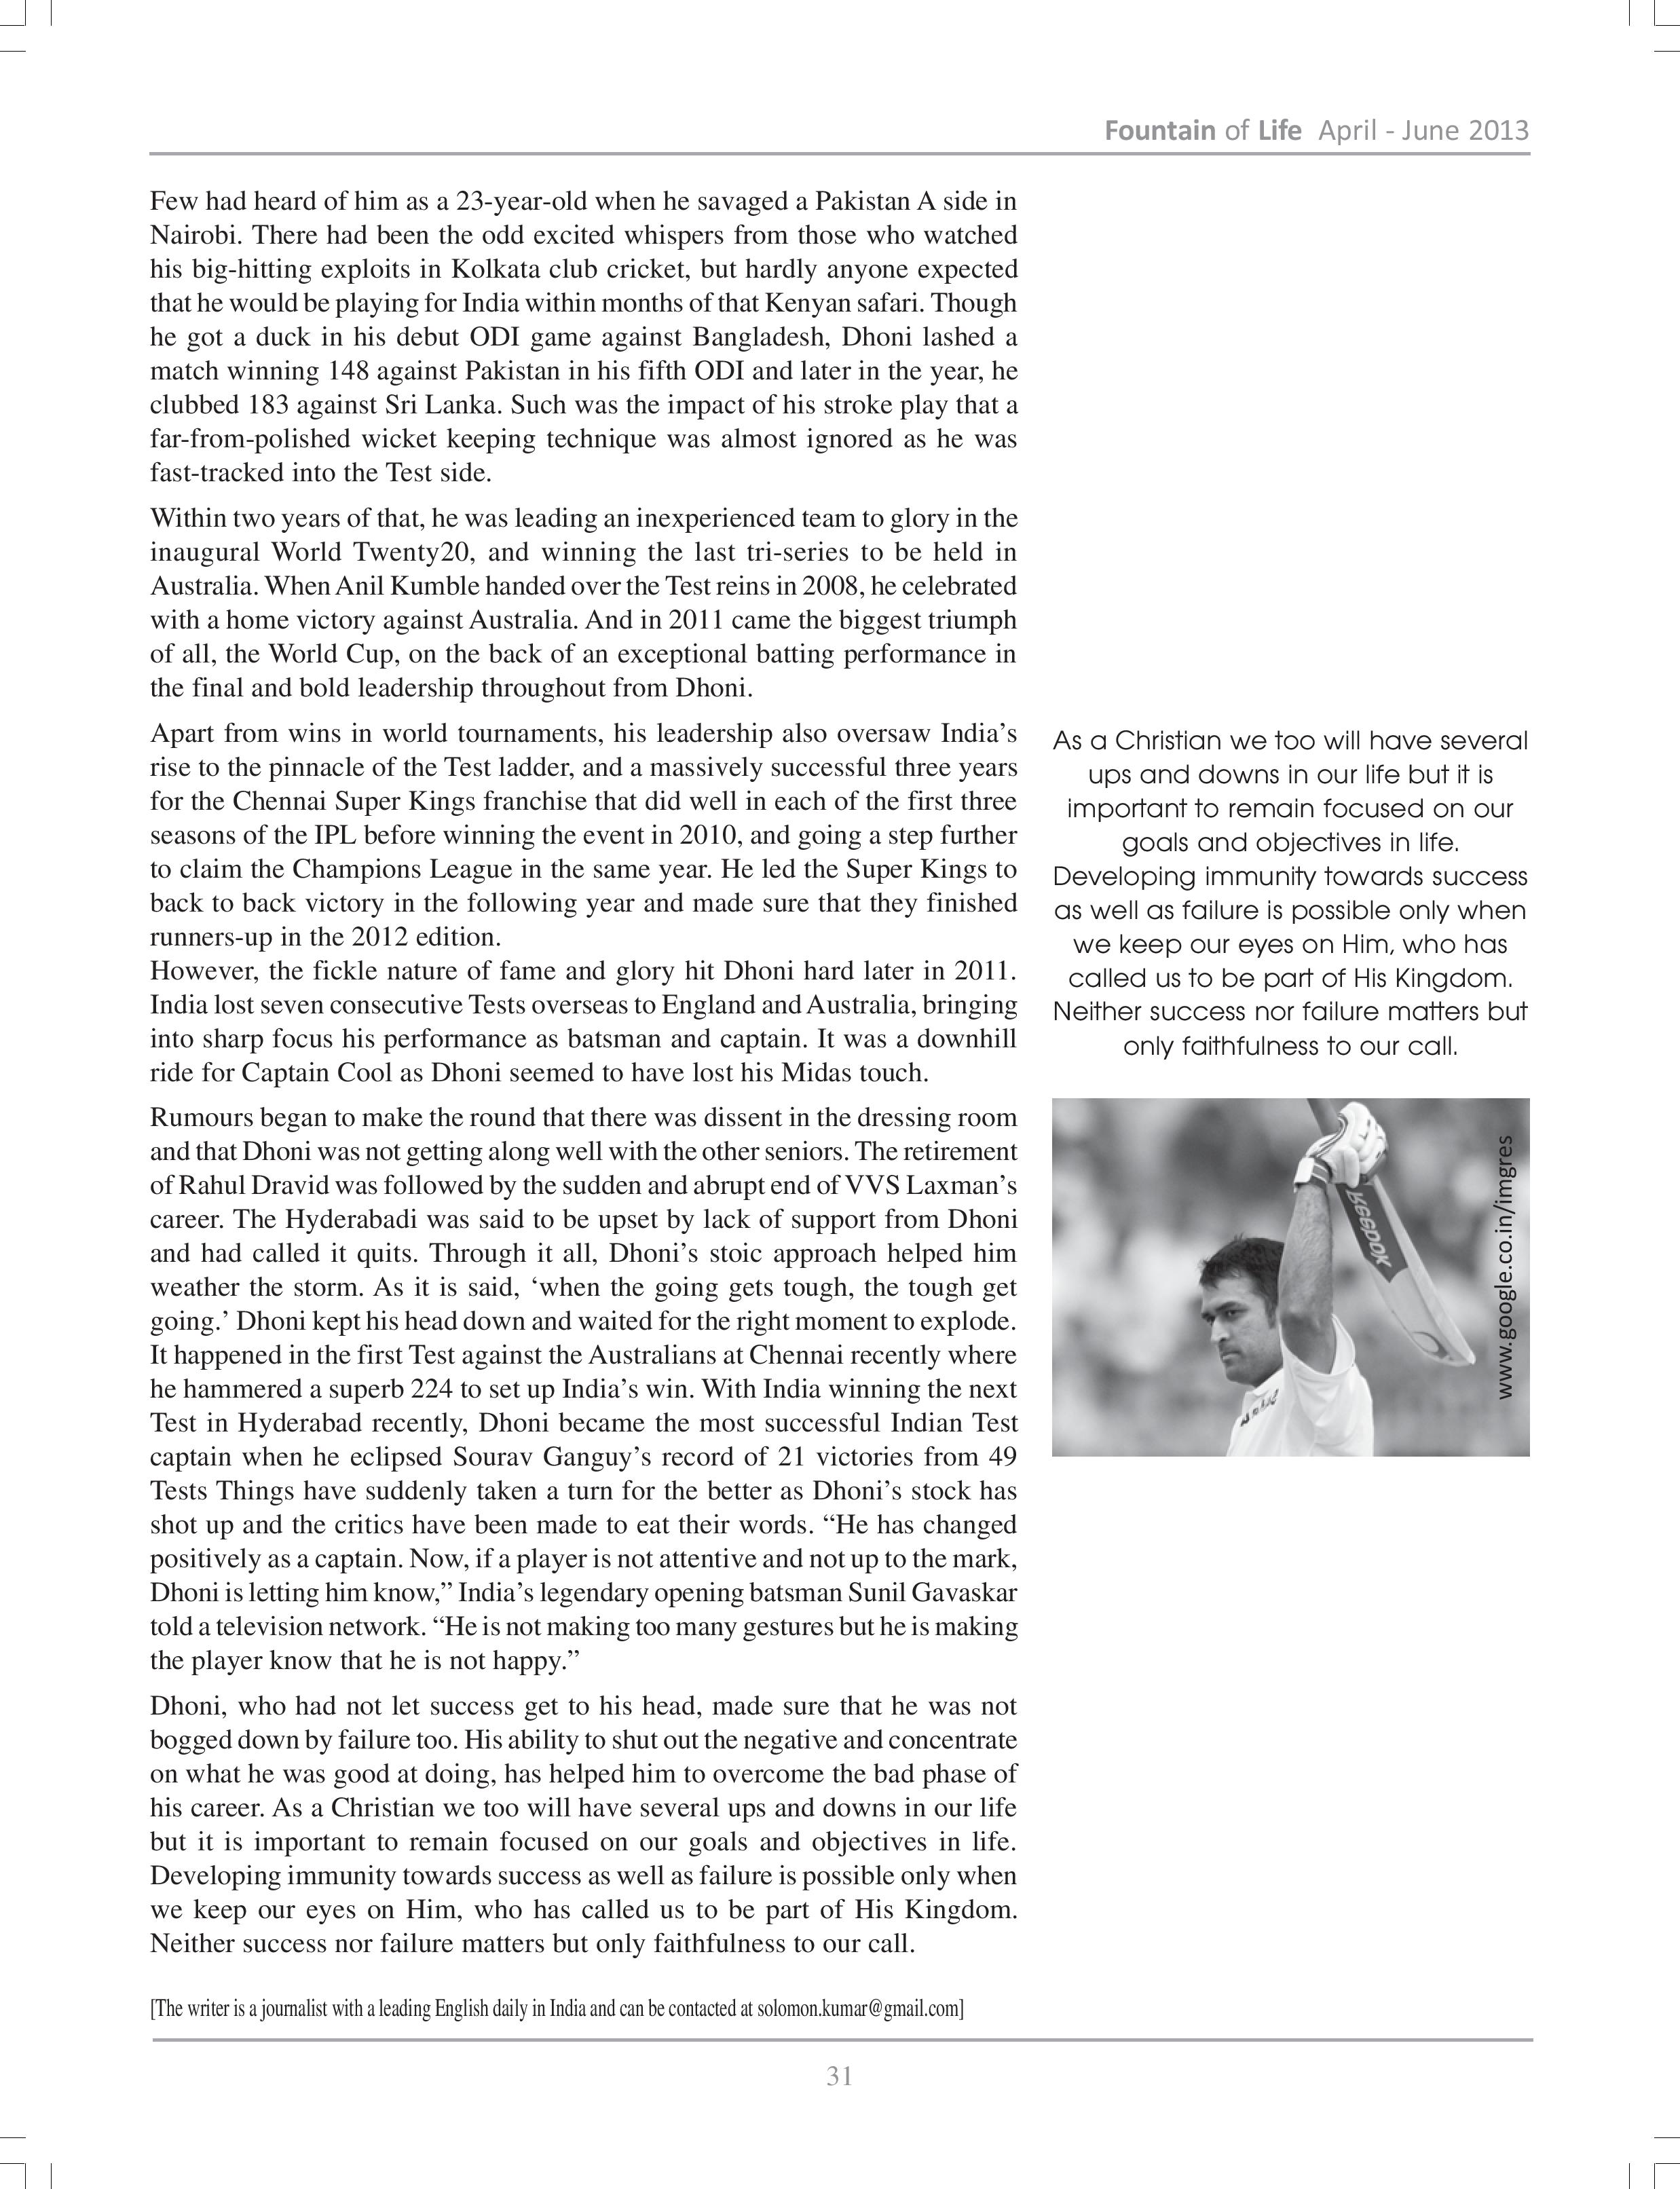 Fountain of Life April - June 2013
Few had heard of him as a 23-year-old when he savaged a Pakistan A side in
Nairobi. There had been the odd excited whispers from those who watched
his big-hitting exploits in Kolkata club cricket, but hardly anyone expected
that he would be playing for India within months of that Kenyan safari. Though
he got a duck in his debut ODI game against Bangladesh, Dhoni lashed a
match winning 148 against Pakistan in his fifth ODI and later in the year, he
clubbed 183 against Sri Lanka. Such was the impact of his stroke play that a
far-from-polished wicket keeping technique was almost ignored as he was
fast-tracked into the Test side.
Within two years of that, he was leading an inexperienced team to glory in the
inaugural World Twenty20, and winning the last tri-series to be held in
Australia. When Anil Kumble handed over the Test reins in 2008, he celebrated
with a home victory against Australia. And in 2011 came the biggest triumph
of all, the World Cup, on the back of an exceptional batting performance in
the final and bold leadership throughout from Dhoni.
Apart from wins in world tournaments, his leadership also oversaw India's
rise to the pinnacle of the Test ladder, and a massively successful three years
for the Chennai Super Kings franchise that did well in each of the first three
seasons of the IPL before winning the event in 2010, and going a step further
to claim the Champions League in the same year. He led the Super Kings to
back to back victory in the following year and made sure that they finished
runners-up in the 2012 edition.
However, the fickle nature of fame and glory hit Dhoni hard later in 2011.
India lost seven consecutive Tests overseas to England and Australia, bringing
into sharp focus his performance as batsman and captain. It was a downhill
ride for Captain Cool as Dhoni seemed to have lost his Midas touch.
Rumours began to make the round that there was dissent in the dressing room
and that Dhoni was not getting along well with the other seniors. The retirement
of Rahul Dravid was followed by the sudden and abrupt end of VVS Laxman's
career. The Hyderabadi was said to be upset by lack of support from Dhoni
and had called it quits. Through it all, Dhoni's stoic approach helped him
weather the storm. As it is said, ‘when the going gets tough, the tough get
going.’ Dhoni kept his head down and waited for the right moment to explode.
It happened in the first Test against the Australians at Chennai recently where
he hammered a superb 224 to set up India's win. With India winning the next
Test in Hyderabad recently, Dhoni became the most successful Indian Test
captain when he eclipsed Sourav Ganguy's record of 21 victories from 49
Tests Things have suddenly taken a turn for the better as Dhoni's stock has
shot up and the critics have been made to eat their words. “He has changed
positively as a captain. Now, if a player is not attentive and not up to the mark,
Dhoni is letting him know,” India's legendary opening batsman Sunil Gavaskar
told a television network. “He is not making too many gestures but he is making
the player know that he is not happy.”
Dhoni, who had not let success get to his head, made sure that he was not
bogged down by failure too. His ability to shut out the negative and concentrate
on what he was good at doing, has helped him to overcome the bad phase of
his career. As a Christian we too will have several ups and downs in our life
but it is important to remain focused on our goals and objectives in life.
Developing immunity towards success as well as failure is possible only when
we keep our eyes on Him, who has called us to be part of His Kingdom.
Neither success nor failure matters but only faithfulness to our call.
[The writer is a journalist with a leading English daily in India and can be contacted at solomon.kumar@gmail.com]
As a Christian we too will have several
ups and downs in our life but it is
important to remain focused on our
goals and objectives in life.
Developing immunity towards success
as well as failure is possible only when
we keep our eyes on Him, who has
called us to be part of His Kingdom.
Neither success nor failure matters but
only faithfulness to our call.
Reebok
www.google.co.in/imgres
31